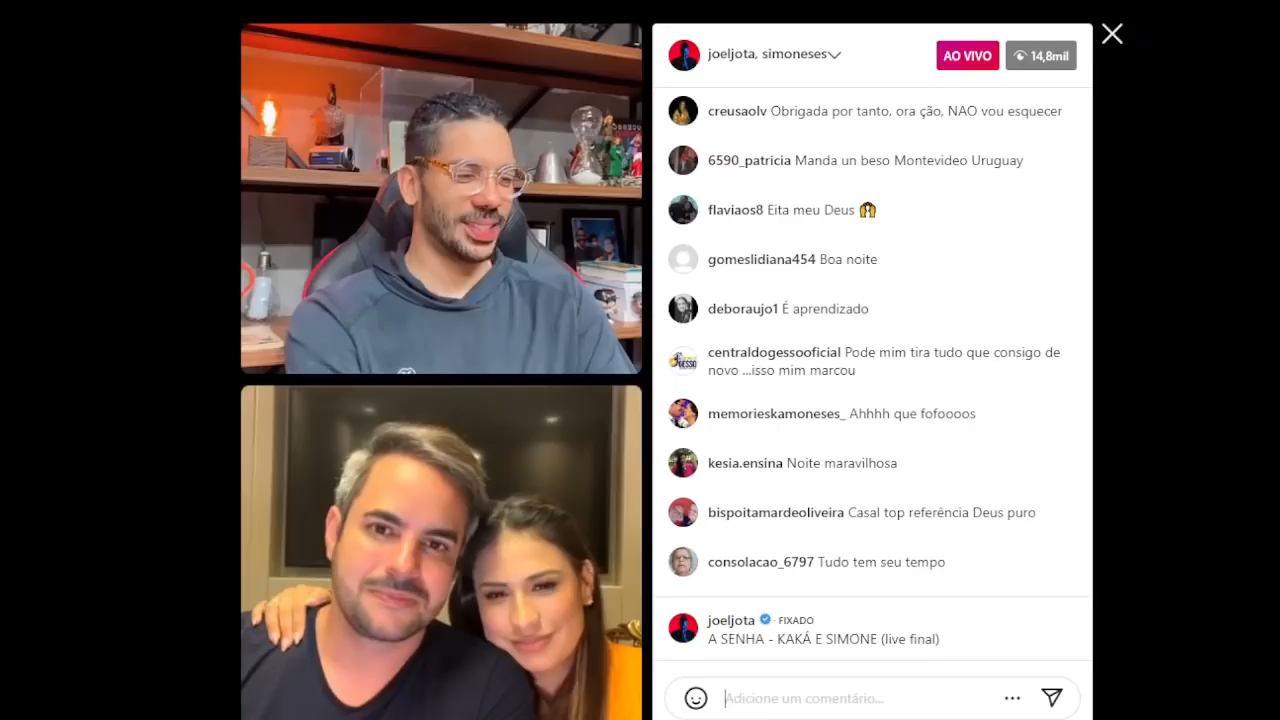 joeljota, simoneses
AO VIVO
14,8mil
creusaolv Obrigada por tanto, ora ção, NAO vou esquecer
6590_patricia Manda un beso Montevideo Uruguay
flaviaos8 Eita meu Deus
gomeslidiana454 Boa noite
deboraujo1 É aprendizado
centraldogessooficial Pode mim tira tudo que consigo de
novo ...isso mim marcou
memorieskamoneses_ Ahhhh que fofoooos
kesia.ensina Noite maravilhosa
bispoitamardeoliveira Casal top referência Deus puro
consolacao_6797 Tudo tem seu tempo
joeljota · FIXADO
A SENHA - KAKÁ E SIMONE (live final)
Adicione um comentário...